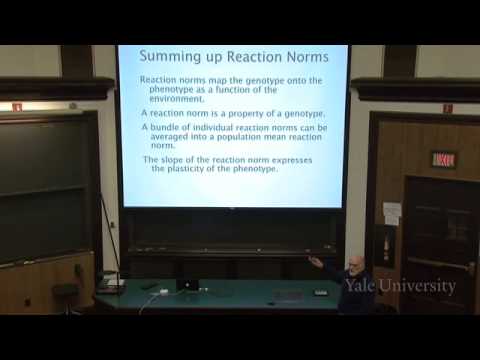 Summing up Reaction Norms
Reaction norms map the genotype onto the
phenotype as a function of the
environment.
A reaction norm is a property of a genotype.
A bundle of individual reaction norms can be
averaged into a population mean reaction
norm.
The slope of the reaction norm expresses
the plasticity of the phenotype.
EXIT
Yale University